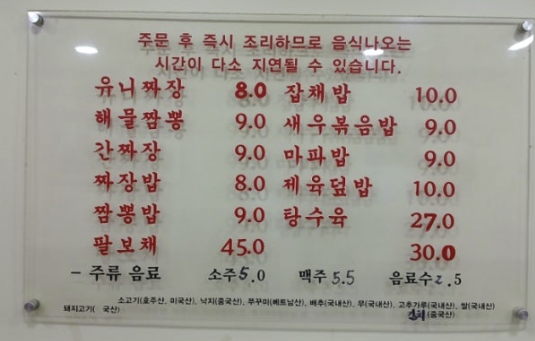 주문 후 즉시 조리하므로 음식나오는
시간이 다소 지연될 수 있습니다.
유니짜장 8.0 잡채밥 10.0
해물짬뽕 9.0 새우볶음밥 9.0
간짜장 9.0 마파밥 9.0
짜장밥 8.0 제육덮밥 10.0
짬뽕밥 9.0 탕수육 27.0
팔보채 45.0 30.0
- 주류 음료 소주 5.0 맥주 5.5 음료수 2.5
소고기(호주산, 미국산), 낙지(중국산), 쭈꾸미(베트남산), 배추(국내산), 무(국내산), 고추가루(국내산), 쌀(국내산)
돼지고기( 국산) (중국산)